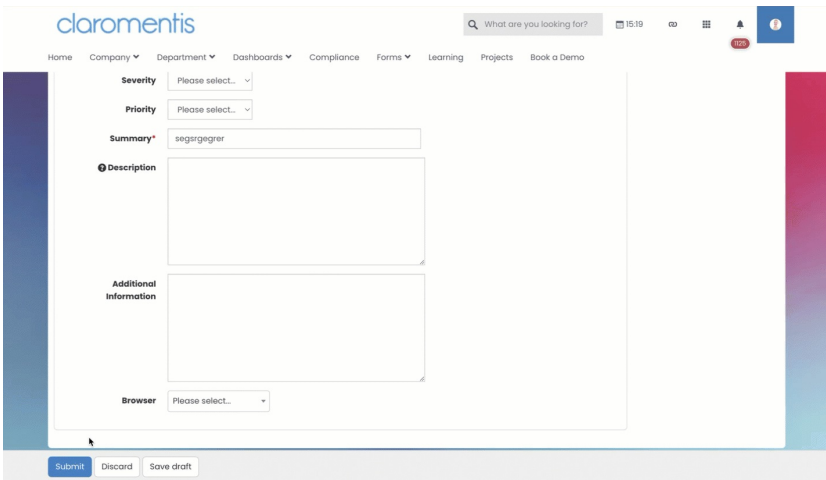 claromentis
What are you looking for?
15:19
1125
Home Company Department Dashboards Compliance Forms Learning Projects Book a Demo
Severity Please select...
Priority Please select...
Summary* segsrgegrer
Description
Additional
Information
Browser Please select...
Submit Discard Save draft